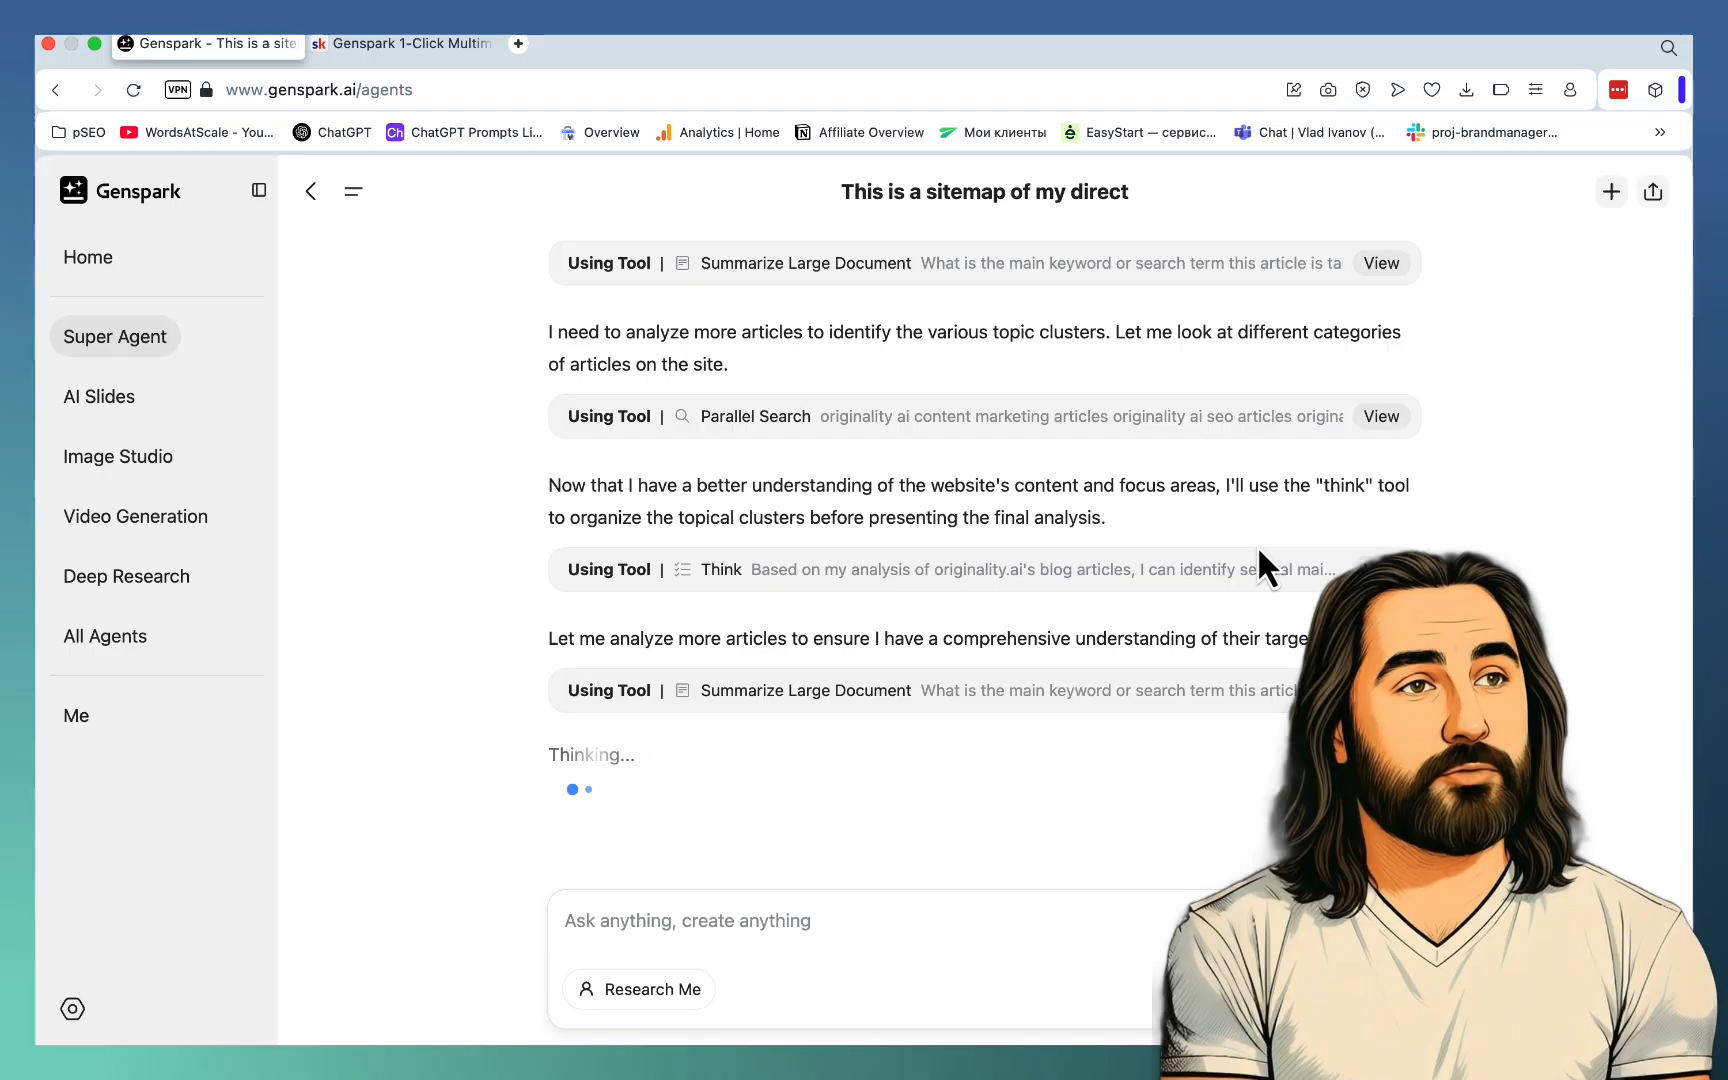 Genspark - This is a site
sk Genspark 1-Click Multim
VPN www.genspark.ai/agents
pSEO WordsAtScale - You... ChatGPT Ch ChatGPT Prompts Li... Overview Analytics | Home Affiliate Overview Мои клиенты EasyStart — сервис... Chat | Vlad Ivanov (... proj-brandmanager... »
Genspark
This is a sitemap of my direct
Home
Super Agent
AI Slides
Image Studio
Video Generation
Deep Research
All Agents
Me
Using Tool | Summarize Large Document What is the main keyword or search term this article is ta View
I need to analyze more articles to identify the various topic clusters. Let me look at different categories
of articles on the site.
Using Tool | Parallel Search originality ai content marketing articles originality ai seo articles origina View
Now that I have a better understanding of the website's content and focus areas, I'll use the "think" tool
to organize the topical clusters before presenting the final analysis.
Using Tool | Think Based on my analysis of originality.ai's blog articles, I can identify mai...
Let me analyze more articles to ensure I have a comprehensive understanding of their targe
Using Tool | Summarize Large Document What is the main keyword or search term this artic
Thinking...
Ask anything, create anything
Research Me